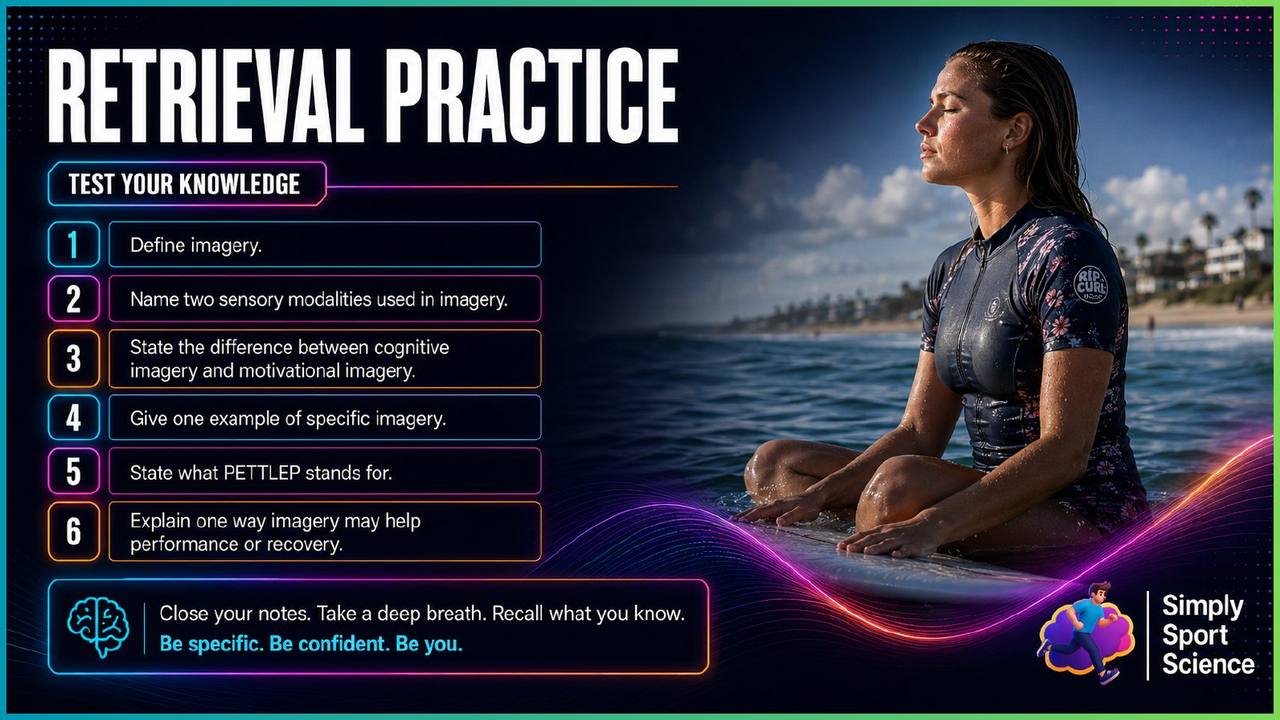 RETRIEVAL PRACTICE
TEST YOUR KNOWLEDGE
1
Define imagery.
2
Name two sensory modalities used in imagery.
3
State the difference between cognitive
imagery and motivational imagery.
4
Give one example of specific imagery.
5
State what PETTLEP stands for.
6
Explain one way imagery may help
performance or recovery.
Close your notes. Take a deep breath. Recall what you know.
Be specific. Be confident. Be you.
RIP
CURL
Simply
Sport
Science